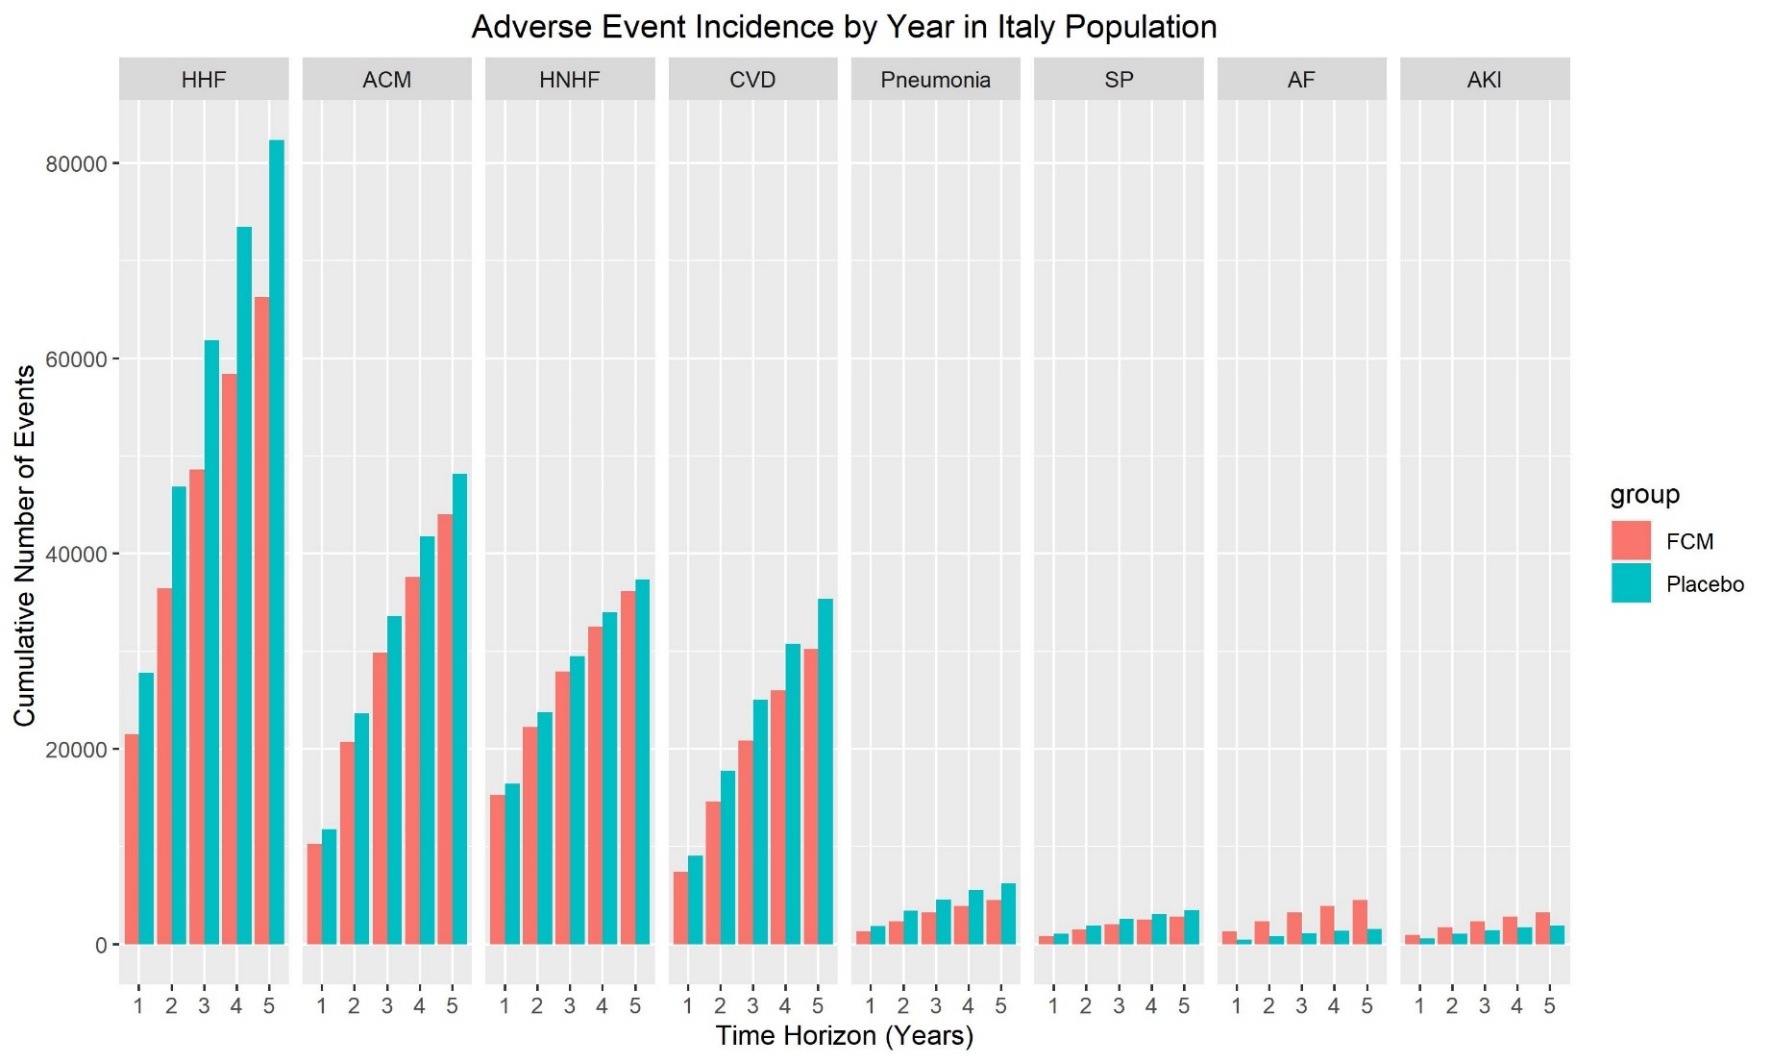 Adverse Event Incidence by Year in Italy Population
HHF ACM HNHF CVD Pneumonia SP AF AKI
Cumulative Number of Events
80000
60000
40000
20000
0
1 2 3 4 5 1 2 3 4 5 1 2 3 4 5 1 2 3 4 5 1 2 3 4 5 1 2 3 4 5 1 2 3 4 5 1 2 3 4 5
Time Horizon (Years)
group
FCM
Placebo